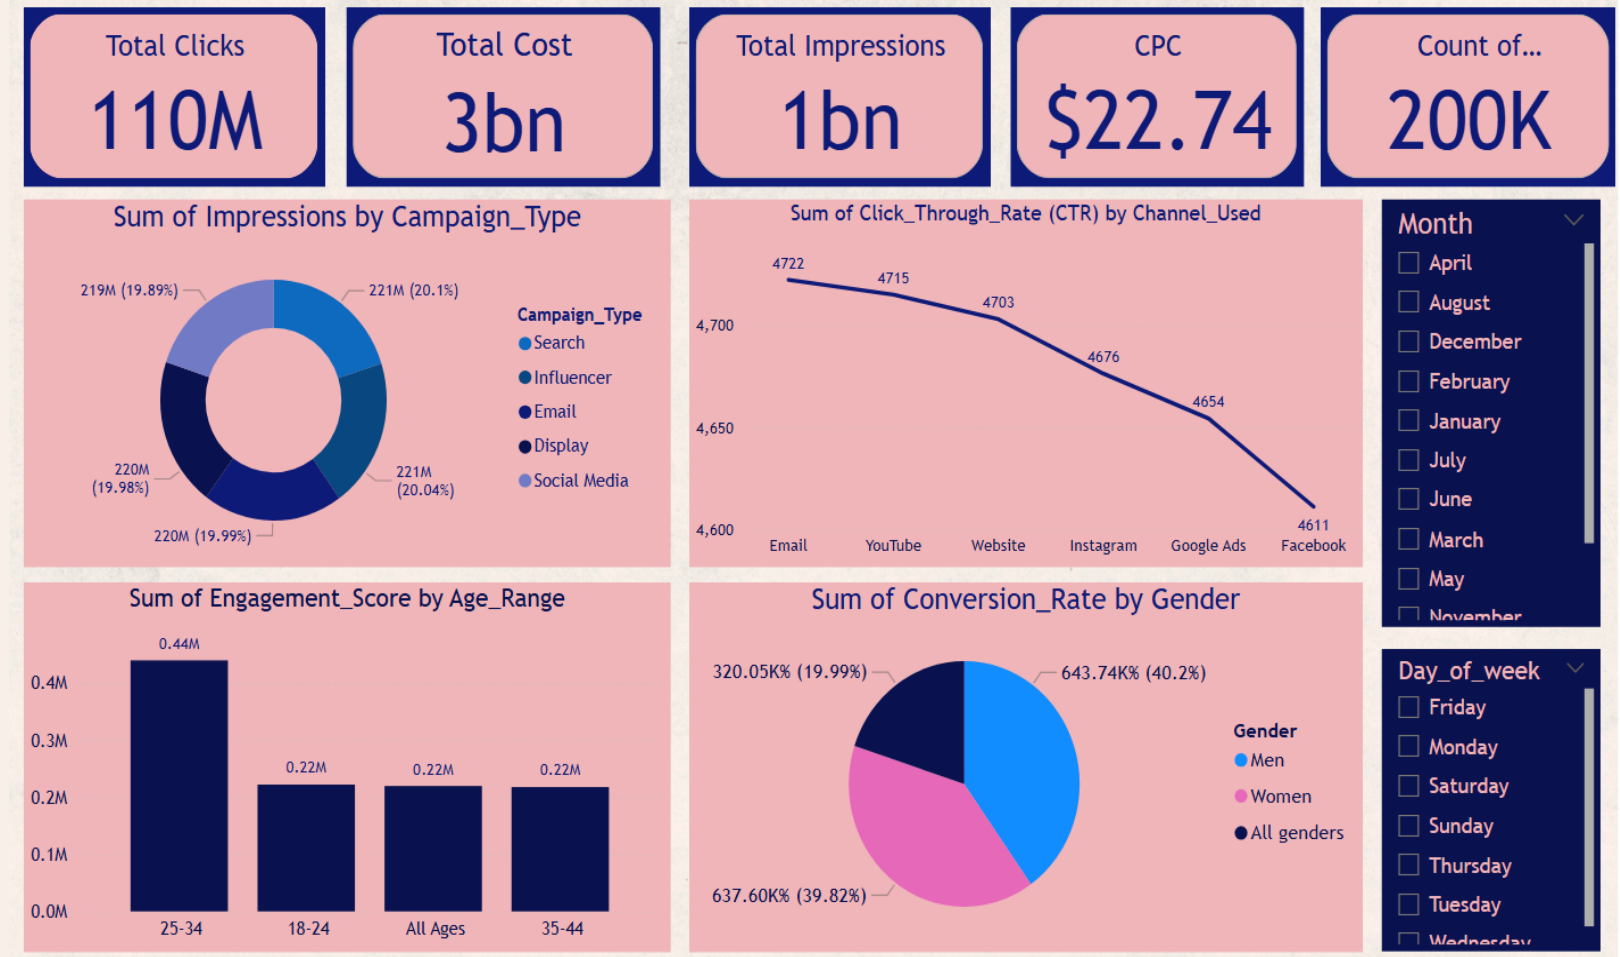 Total Clicks
110M
Total Cost
3bn
Total Impressions
1bn
CPC
$22.74
Count of...
200K
Sum of Impressions by Campaign_Type
219M (19.89%)
221M (20.1%)
220M
(19.98%)
221M
(20.04%)
220M (19.99%)
Campaign_Type
Search
Influencer
Email
Display
Social Media
Sum of Click_Through_Rate (CTR) by Channel_Used
4,700
4,650
4,600
4722
4715
4703
4676
4654
4611
Email
YouTube
Website
Instagram
Google Ads
Facebook
Month
April
August
December
February
January
July
June
March
May
November
Sum of Engagement_Score by Age_Range
0.4M
0.3M
0.2M
0.1M
0.0M
0.44M
0.22M
0.22M
0.22M
25-34
18-24
All Ages
35-44
Sum of Conversion_Rate by Gender
320.05K% (19.99%)
643.74K% (40.2%)
637.60K% (39.82%)
Gender
Men
Women
All genders
Day_of_week
Friday
Monday
Saturday
Sunday
Thursday
Tuesday
Wednesday